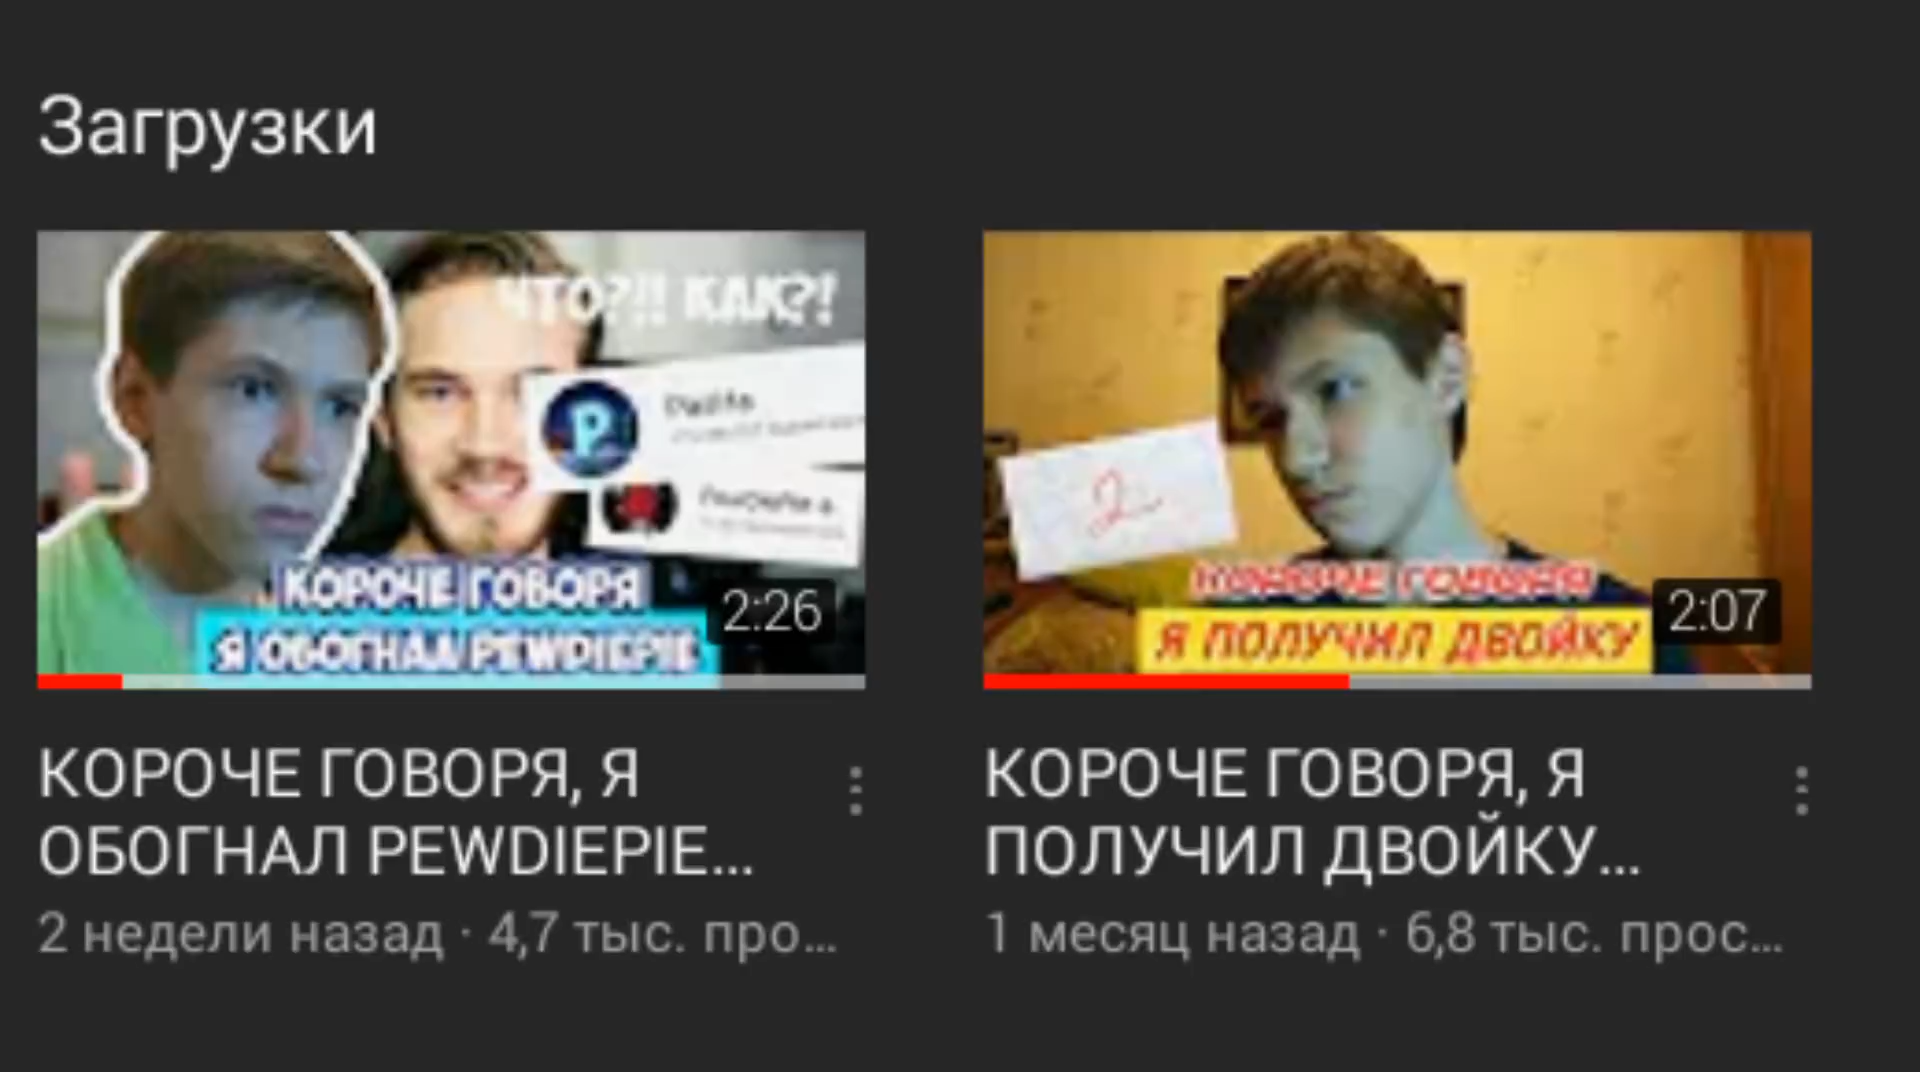 Загрузки
ЧТО?!! КАК?!
КОРОЧЕ ГОВОРЯ
Я ОБОГНАЛ PEWDIEPIE
2:26
2
КОРОЧЕ ГОВОРЯ
Я ПОЛУЧИЛ ДВОЙКУ
2:07
КОРОЧЕ ГОВОРЯ, Я
ОБОГНАЛ PEWDIEPIE...
2 недели назад · 4,7 тыс. про...
КОРОЧЕ ГОВОРЯ, Я
ПОЛУЧИЛ ДВОЙКУ...
1 месяц назад · 6,8 тыс. прос...